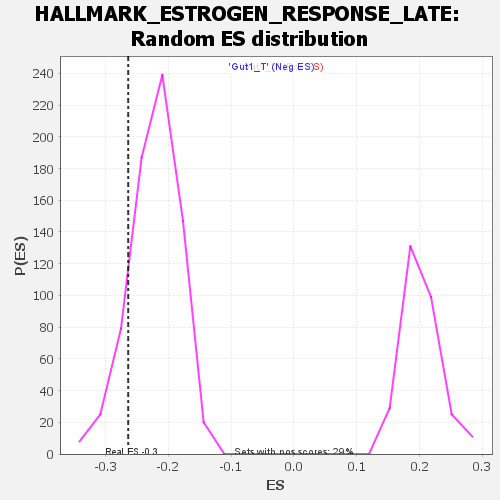 HALLMARK_ESTROGEN_RESPONSE_LATE:
Random ES distribution
'Gut1_T' (Neg ES)
240
220
200
180
160
140
120
100
80
60
40
20
0
P(ES)
Real ES -0.3
Sets with pos scores: 29%
-0.3 -0.2 -0.1 0.0 0.1 0.2 0.3
ES